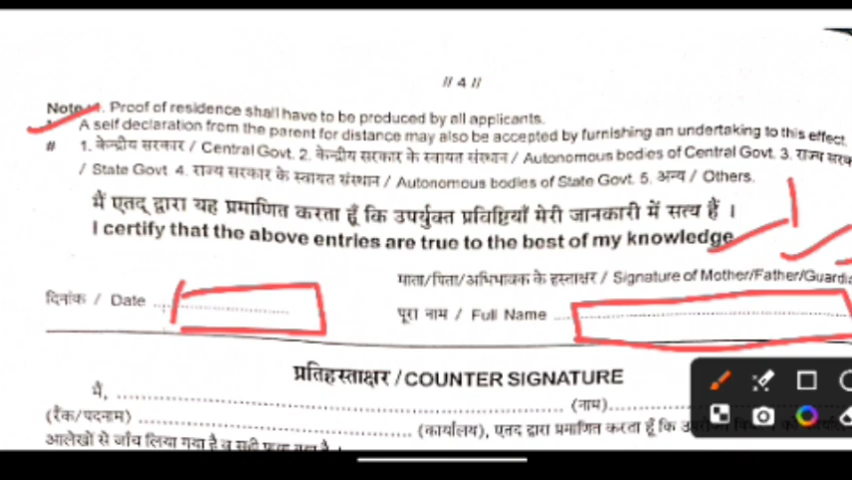 // 4 //
Note : 1. Proof of residence shall have to be produced by all applicants.
A self declaration from the parent for distance may also be accepted by furnishing an undertaking to this effect.
# 1. केन्द्रीय सरकार / Central Govt. 2. केन्द्रीय सरकार के स्वायत संस्थान / Autonomous bodies of Central Govt. 3. राज्य
/ State Govt 4. राज्य सरकार के स्वायत संस्थान / Autonomous bodies of State Govt. 5. अन्य / Others.
मैं एतद् द्वारा यह प्रमाणित करता हूँ कि उपर्युक्त प्रविष्टियाँ मेरी जानकारी में सत्य हैं ।
I certify that the above entries are true to the best of my knowledge
माता/पिता/अभिभावक के हस्ताक्षर / Signature of Mother/Father/Guardia
दिनांक / Date ........................
पूरा नाम / Full Name ........................
प्रतिहस्ताक्षर / COUNTER SIGNATURE
मैं, ........................ (नाम)........................
(रैंक/पदनाम) ........................ (कार्यालय), एतद द्वारा प्रमाणित करता हूँ कि